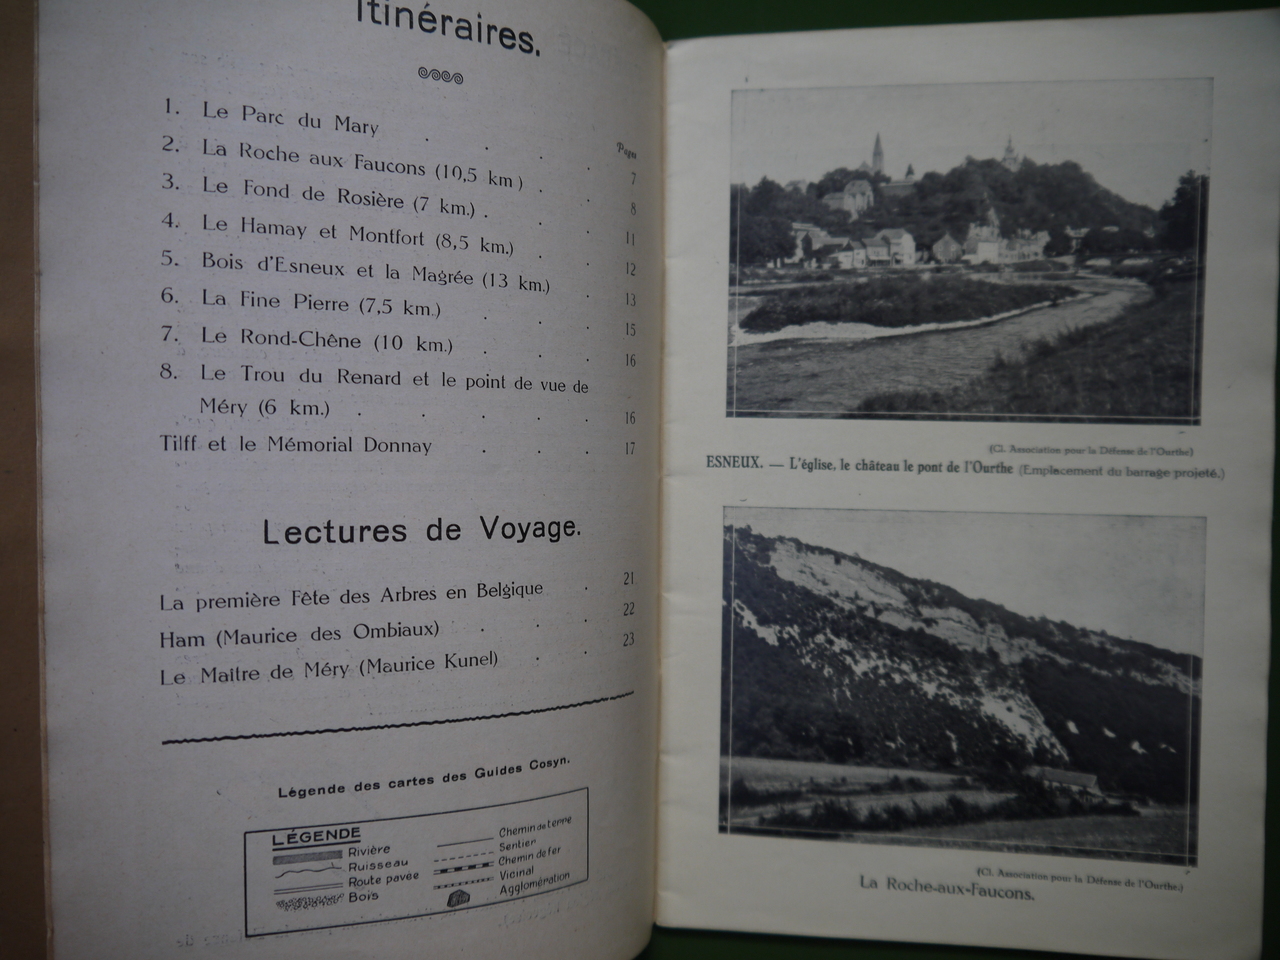 Itinéraires.
Pages
1. Le Parc du Mary . . . . 7
2. La Roche aux Faucons (10,5 km) . . 8
3. Le Fond de Rosière (7 km.) . . . 11
4. Le Hamay et Montfort (8,5 km.) . . 12
5. Bois d'Esneux et la Magrée (13 km.) . 13
6. La Fine Pierre (7,5 km.) . . . 15
7. Le Rond-Chêne (10 km.) . . . 16
8. Le Trou du Renard et le point de vue de
Méry (6 km.) . . . . . 16
Tilff et le Mémorial Donnay . . . 17
Lectures de Voyage.
La première Fête des Arbres en Belgique . 21
Ham (Maurice des Ombiaux) . . . 22
Le Maître de Méry (Maurice Kunel) . . 23
Légende des cartes des Guides Cosyn.
LÉGENDE
Rivière
Ruisseau
Route pavée
Bois
Chemin de terre
Sentier
Chemin de fer
Vicinal
Agglomération
(Cl. Association pour la Défense de l'Ourthe)
ESNEUX. — L'église, le château le pont de l'Ourthe (Emplacement du barrage projeté.)
(Cl. Association pour la Défense de l'Ourthe.)
La Roche-aux-Faucons.